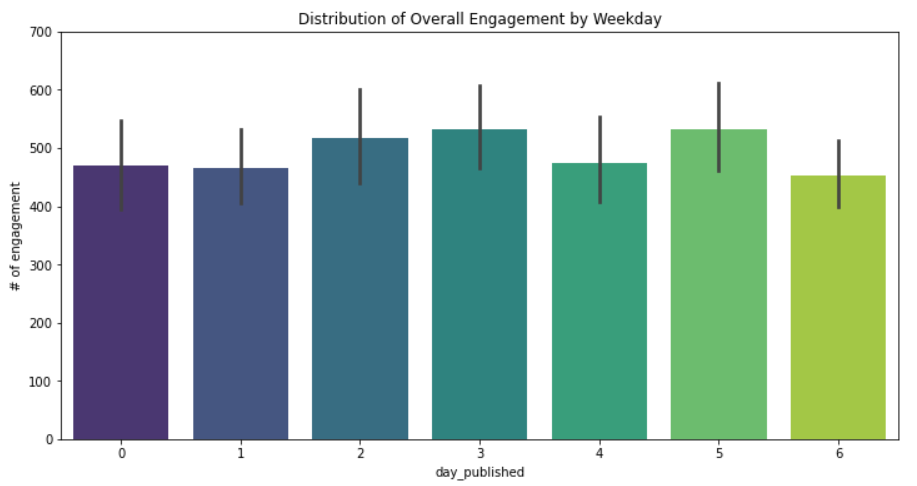 Distribution of Overall Engagement by Weekday
700
600
500
400
300
200
100
0
# of engagement
0 1 2 3 4 5 6
day_published